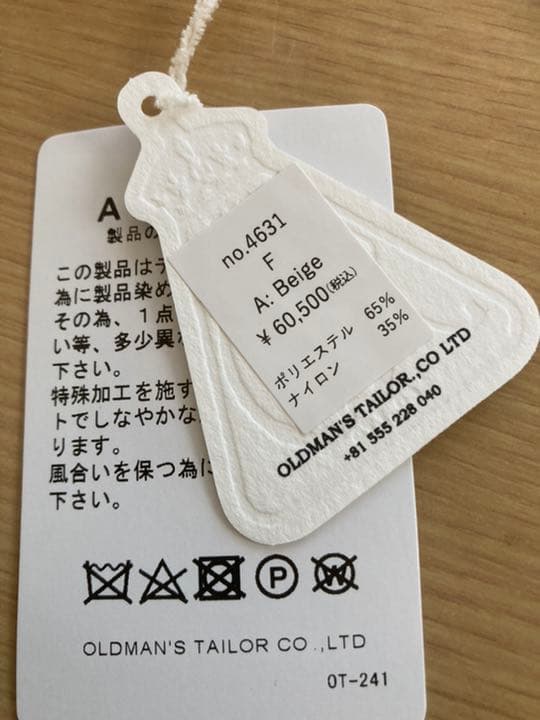 no.4631
F
A: Beige
¥ 60,500(税込)
ポリエステル 65%
ナイロン 35%
OLDMAN'S TAILOR.,CO LTD
+81 555 228 040
A
製品の
この製品は
為に製品染め
その為、1点
い等、多少異
下さい。
特殊加工を施す
トでしなやかな
ります。
風合いを保つ為に
下さい。
P
W
OLDMAN'S TAILOR CO .,LTD
OT-241